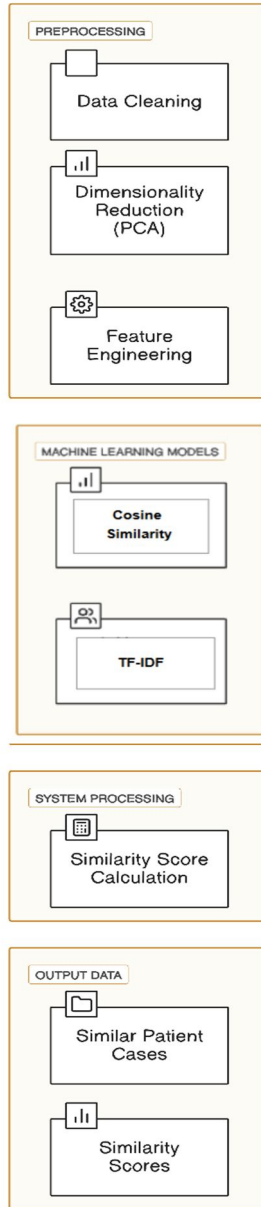 PREPROCESSING
Data Cleaning
Dimensionality
Reduction
(PCA)
Feature
Engineering
MACHINE LEARNING MODELS
Cosine
Similarity
TF-IDF
SYSTEM PROCESSING
Similarity Score
Calculation
OUTPUT DATA
Similar Patient
Cases
Similarity
Scores